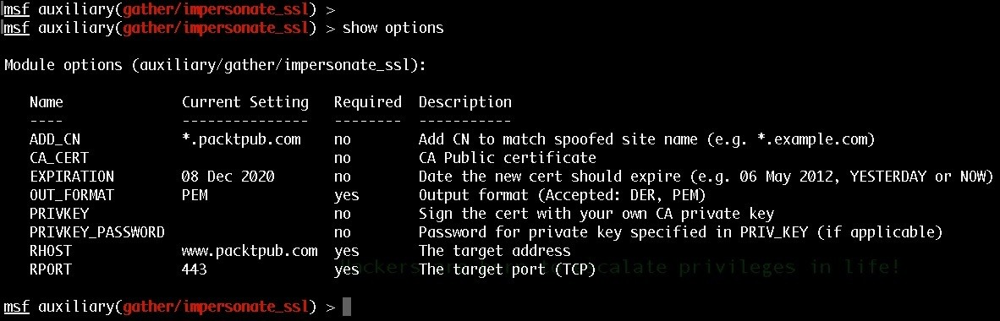 msf auxiliary(gather/impersonate_ssl) >
msf auxiliary(gather/impersonate_ssl) > show options
Module options (auxiliary/gather/impersonate_ssl):
Name Current Setting Required Description
---- --------------- -------- -----------
ADD_CN *.packtpub.com no Add CN to match spoofed site name (e.g. *.example.com)
CA_CERT no CA Public certificate
EXPIRATION 08 Dec 2020 no Date the new cert should expire (e.g. 06 May 2012, YESTERDAY or NOW)
OUT_FORMAT PEM yes Output format (Accepted: DER, PEM)
PRIVKEY no Sign the cert with your own CA private key
PRIVKEY_PASSWORD no Password for private key specified in PRIV_KEY (if applicable)
RHOST www.packtpub.com yes The target address
RPORT 443 yes The target port (TCP)
privileges in life!
msf auxiliary(gather/impersonate_ssl) >